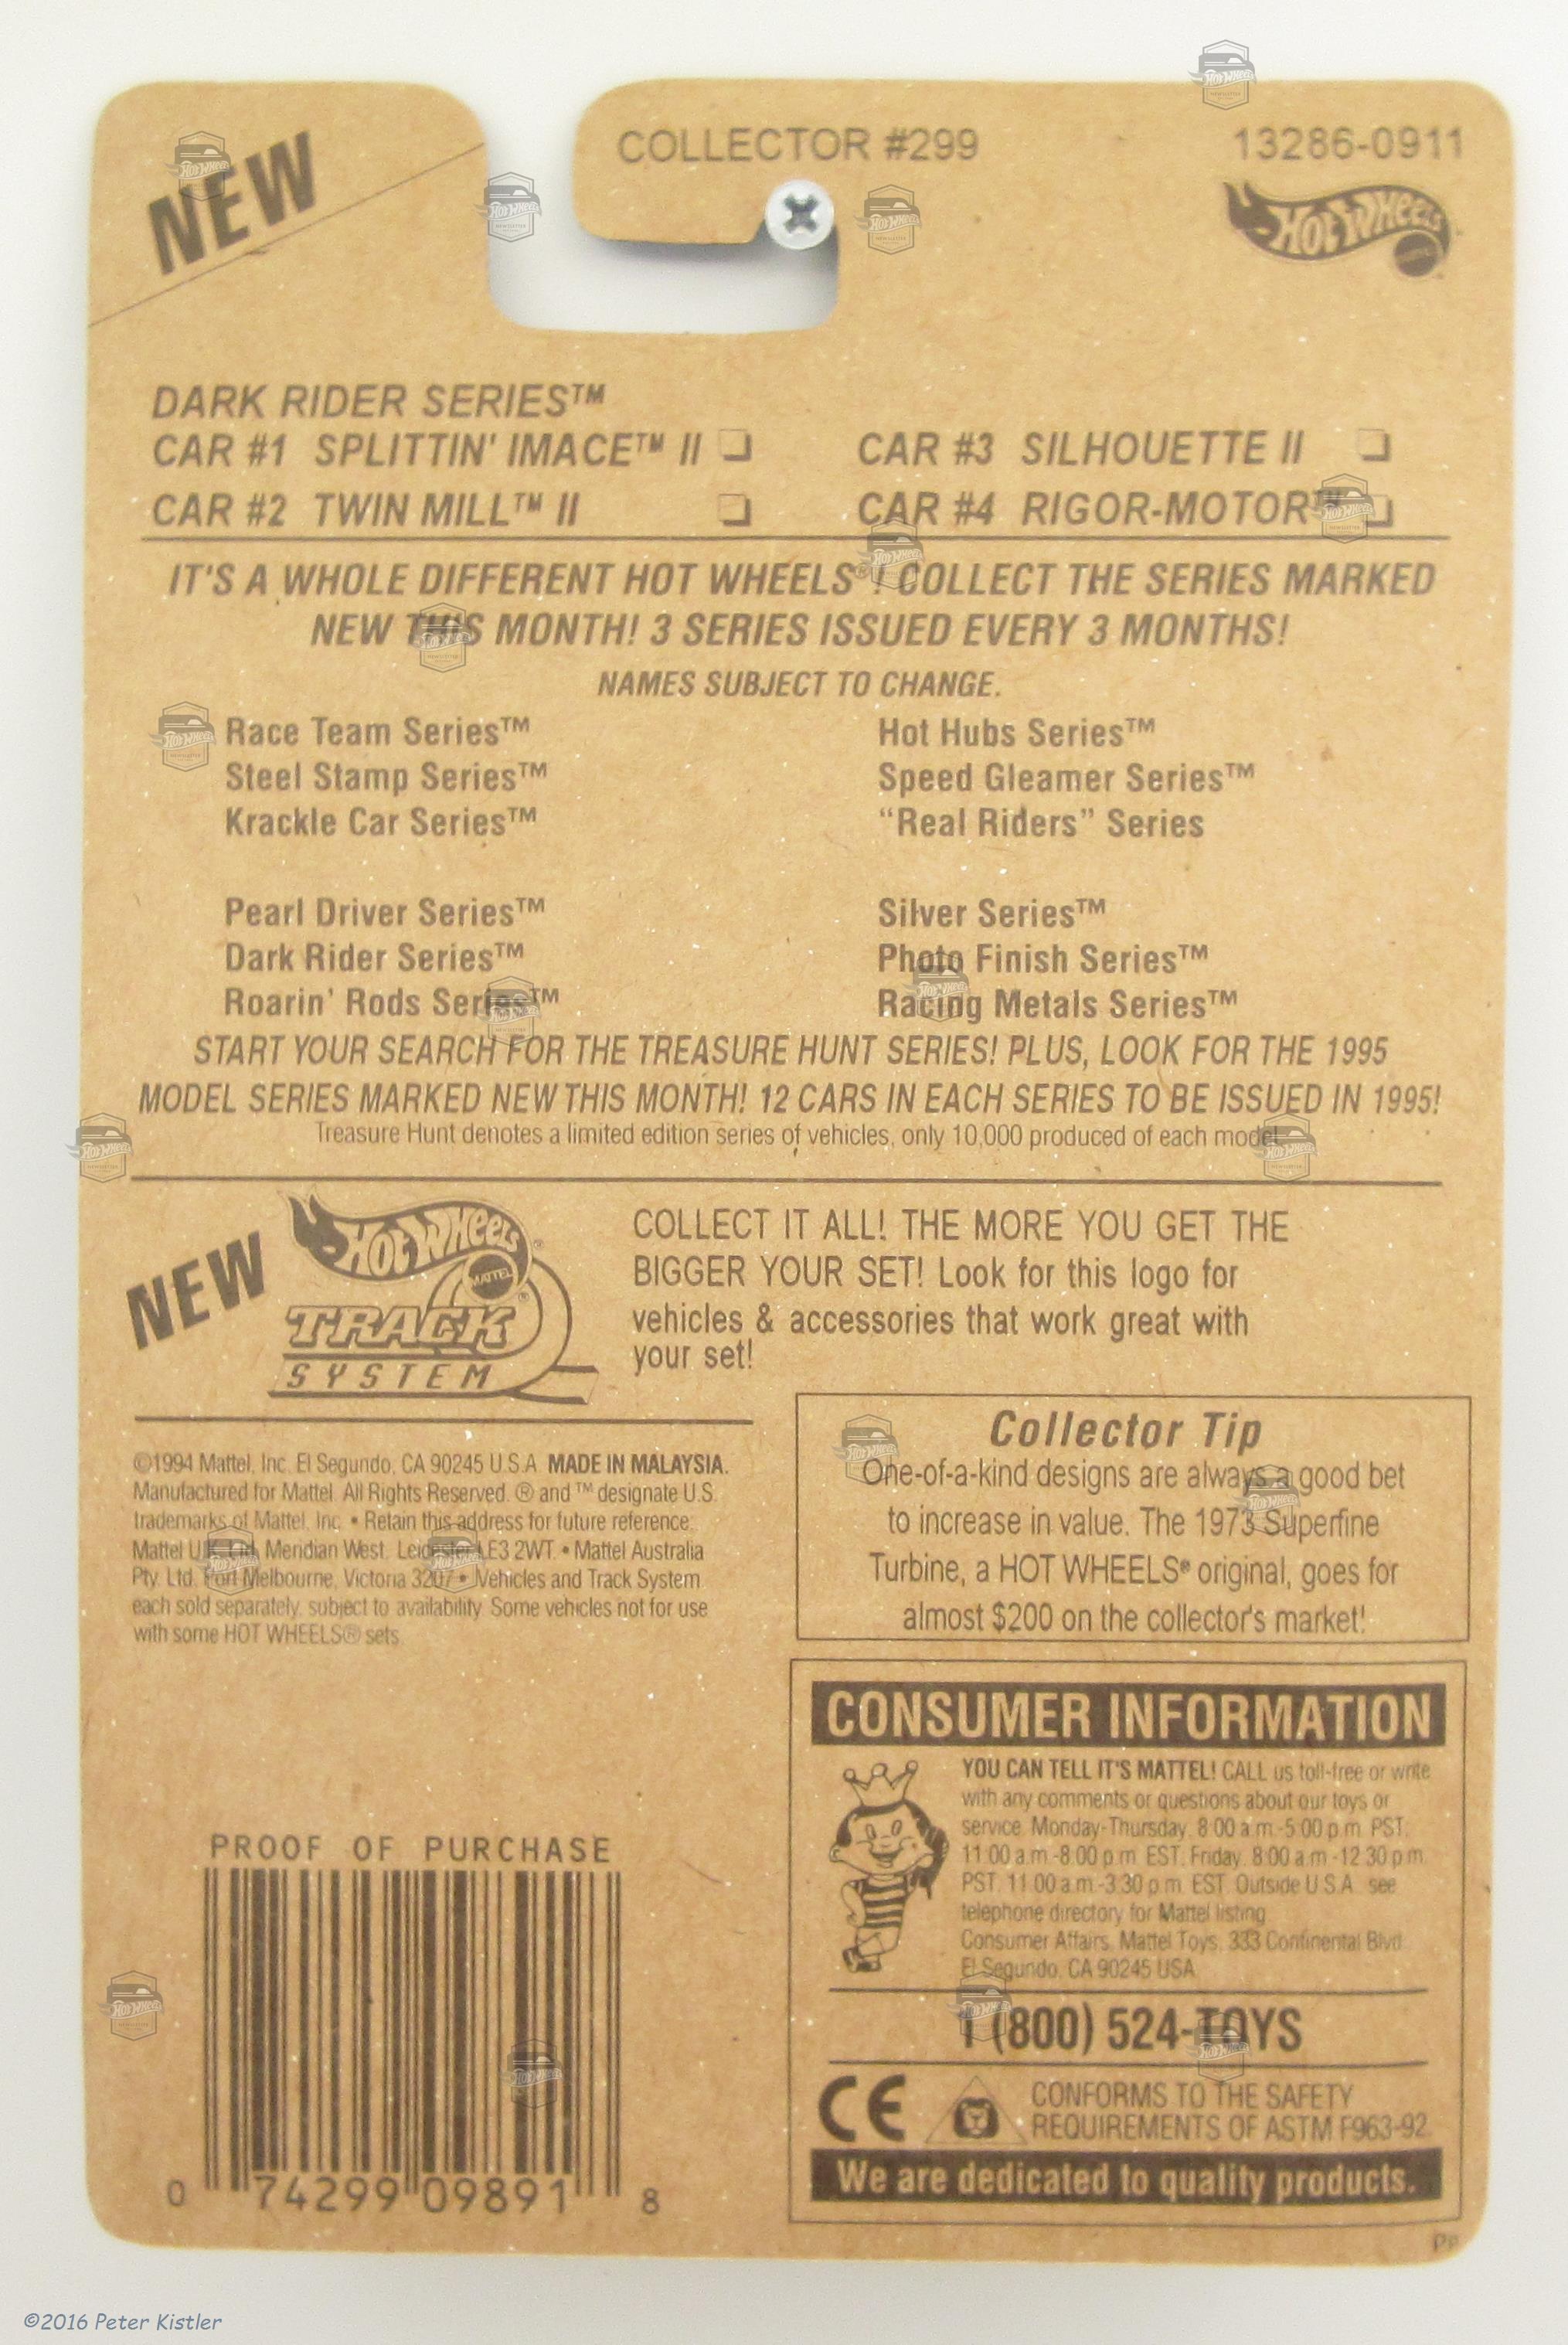 NEW
COLLECTOR #299
13286-0911
HOT WHEELS
DARK RIDER SERIES™
CAR #1 SPLITTIN' IMACE™ II ❏
CAR #3 SILHOUETTE II ❏
CAR #2 TWIN MILL™ II ❏
CAR #4 RIGOR-MOTOR™ ❏
IT'S A WHOLE DIFFERENT HOT WHEELS®! COLLECT THE SERIES MARKED
NEW THIS MONTH! 3 SERIES ISSUED EVERY 3 MONTHS!
NAMES SUBJECT TO CHANGE.
Race Team Series™
Steel Stamp Series™
Krackle Car Series™
Hot Hubs Series™
Speed Gleamer Series™
“Real Riders” Series
Pearl Driver Series™
Dark Rider Series™
Roarin’ Rods Series™
Silver Series™
Photo Finish Series™
Racing Metals Series™
START YOUR SEARCH FOR THE TREASURE HUNT SERIES! PLUS, LOOK FOR THE 1995
MODEL SERIES MARKED NEW THIS MONTH! 12 CARS IN EACH SERIES TO BE ISSUED IN 1995!
Treasure Hunt denotes a limited edition series of vehicles, only 10,000 produced of each model.
NEW
HOT WHEELS®
MATTEL
TRACK®
SYSTEM
COLLECT IT ALL! THE MORE YOU GET THE
BIGGER YOUR SET! Look for this logo for
vehicles & accessories that work great with
your set!
©1994 Mattel, Inc. El Segundo, CA 90245 U.S.A. MADE IN MALAYSIA.
Manufactured for Mattel. All Rights Reserved. ® and ™ designate U.S.
trademarks of Mattel, Inc. • Retain this address for future reference:
Mattel U.K. Ltd. Meridian West, Leicester LE3 2WT. • Mattel Australia
Pty. Ltd. Port Melbourne, Victoria 3207 • Vehicles and Track System
each sold separately, subject to availability. Some vehicles not for use
with some HOT WHEELS® sets.
Collector Tip
One-of-a-kind designs are always a good bet
to increase in value. The 1973 Superfine
Turbine, a HOT WHEELS® original, goes for
almost $200 on the collector's market!
CONSUMER INFORMATION
YOU CAN TELL IT'S MATTEL! CALL us toll-free or write
with any comments or questions about our toys or
service. Monday-Thursday, 8:00 a.m.-5:00 p.m. PST;
11:00 a.m.-8:00 p.m. EST. Friday, 8:00 a.m.-12:30 p.m.
PST; 11:00 a.m.-3:30 p.m. EST. Outside U.S.A., see
telephone directory for Mattel listing.
Consumer Affairs, Mattel Toys, 333 Continental Blvd.
El Segundo, CA 90245 USA
1 (800) 524-TOYS
CE
CONFORMS TO THE SAFETY
REQUIREMENTS OF ASTM F963-92.
We are dedicated to quality products.
PROOF OF PURCHASE
0 74299 09891 8
©2016 Peter Kistler